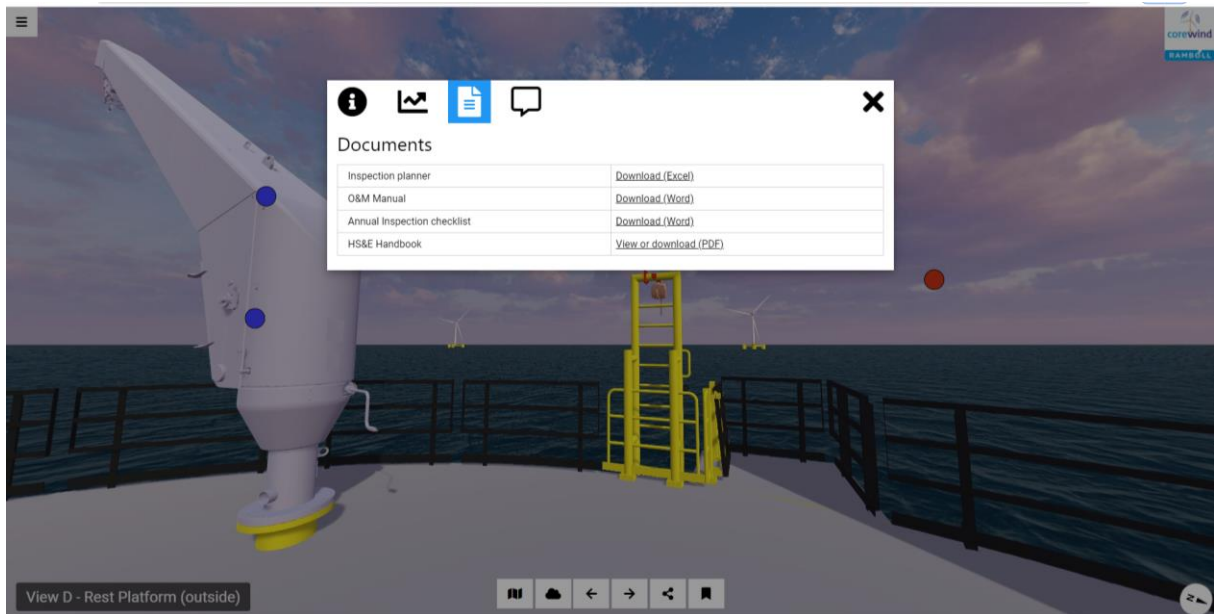 corewind
RAMBOLL
Documents
Inspection planner Download (Excel)
O&M Manual Download (Word)
Annual Inspection checklist Download (Word)
HS&E Handbook View or download (PDF)
View D - Rest Platform (outside)
N